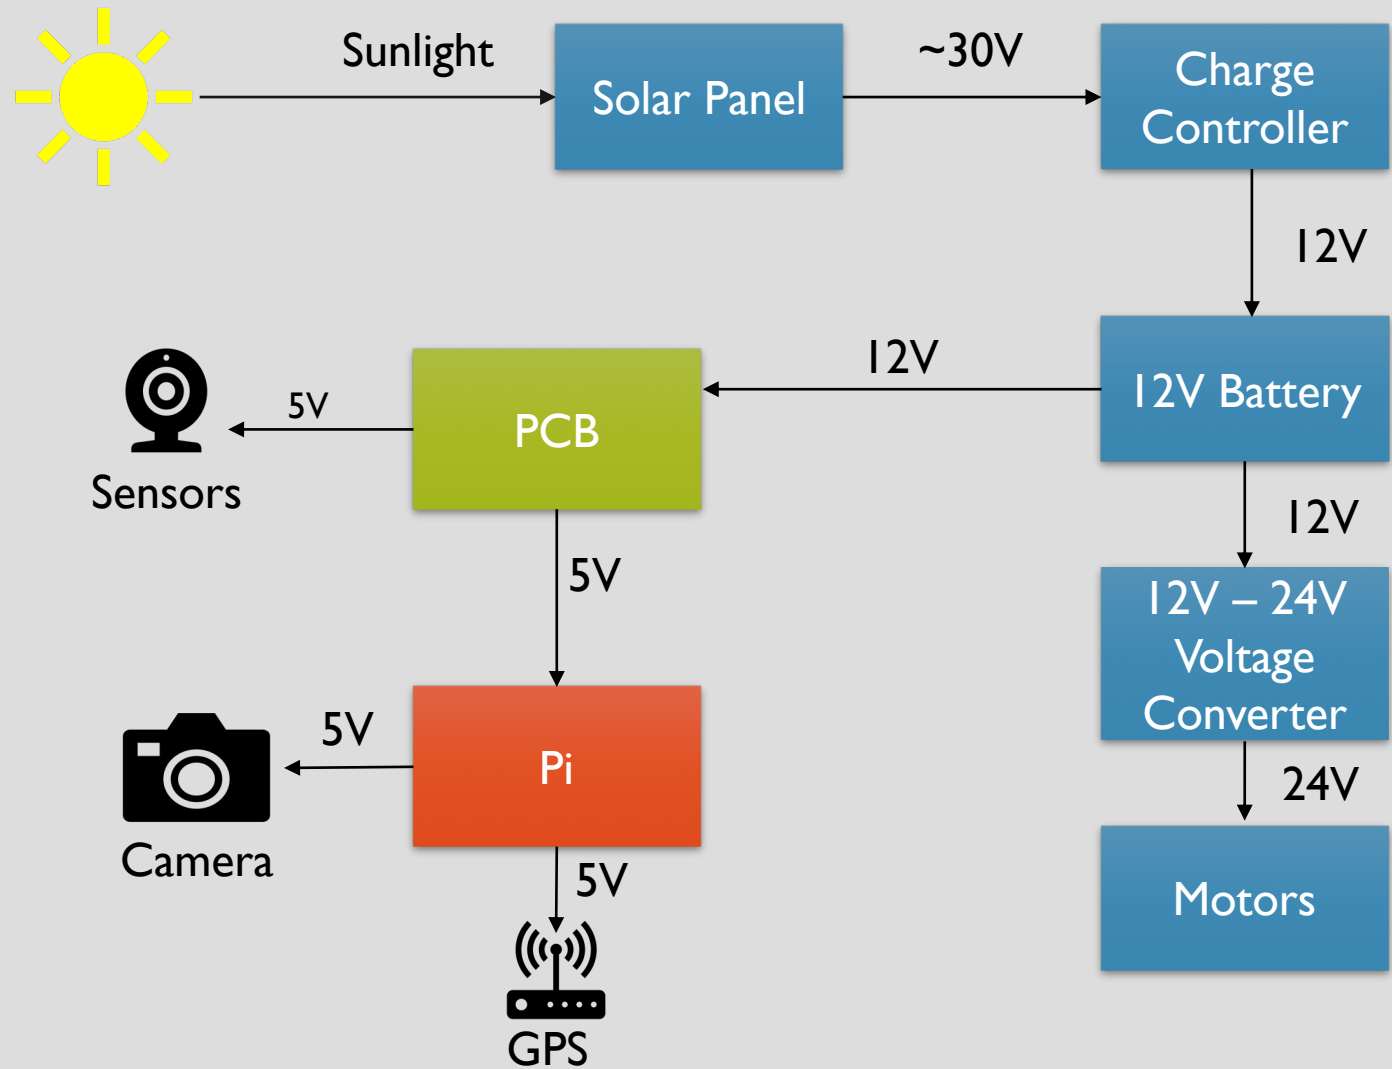 Sunlight
Solar Panel
~30V
Charge
Controller
12V
12V Battery
12V
PCB
5V
Sensors
12V
12V – 24V
Voltage
Converter
5V
Pi
5V
Camera
24V
Motors
5V
GPS